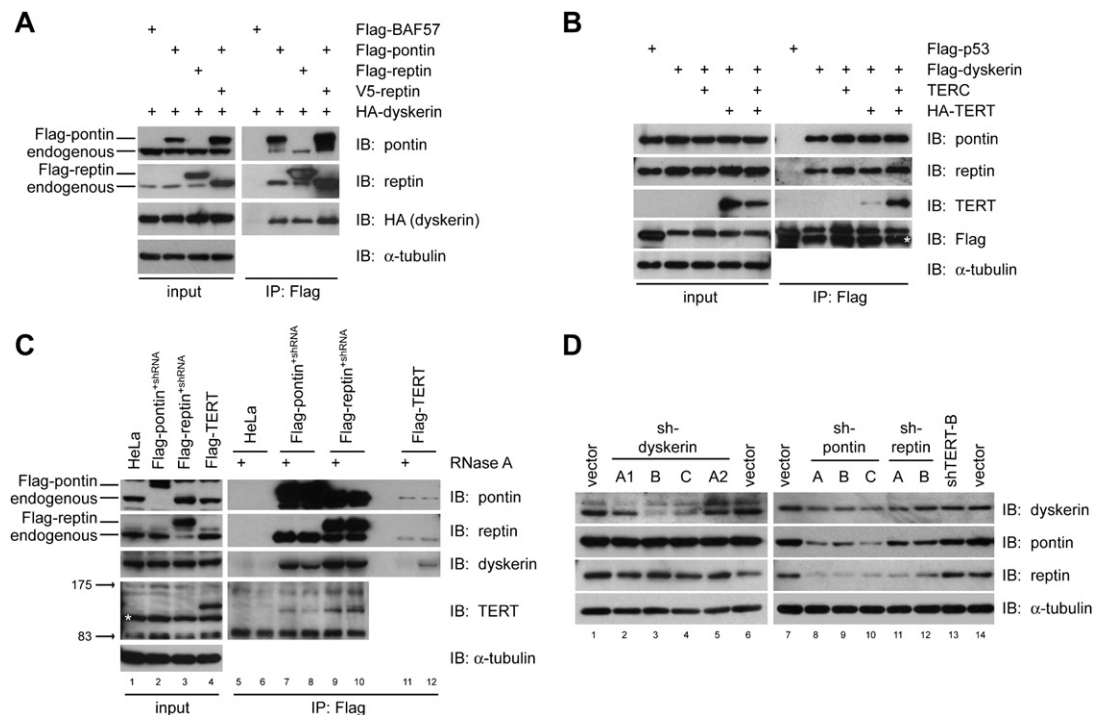 A
+ + Flag-BAF57
+ + + + Flag-pontin
+ + Flag-reptin
+ + V5-reptin
+ + + + + + + + HA-dyskerin
Flag-pontin
endogenous
IB: pontin
Flag-reptin
endogenous
IB: reptin
IB: HA (dyskerin)
IB: α-tubulin
input IP: Flag
B
+ + Flag-p53
+ + + + + + + + Flag-dyskerin
+ + + + TERC
+ + + + HA-TERT
IB: pontin
IB: reptin
IB: TERT
* IB: Flag
IB: α-tubulin
input IP: Flag
C
HeLa Flag-pontin+shRNA Flag-reptin+shRNA Flag-TERT HeLa Flag-pontin+shRNA Flag-reptin+shRNA Flag-TERT
+ + + + RNase A
Flag-pontin
endogenous
IB: pontin
Flag-reptin
endogenous
IB: reptin
IB: dyskerin
175
* IB: TERT
83
IB: α-tubulin
1 2 3 4 5 6 7 8 9 10 11 12
input IP: Flag
D
sh-dyskerin sh-pontin sh-reptin
vector A1 B C A2 vector vector A B C A B shTERT-B vector
IB: dyskerin
IB: pontin
IB: reptin
IB: α-tubulin
1 2 3 4 5 6 7 8 9 10 11 12 13 14